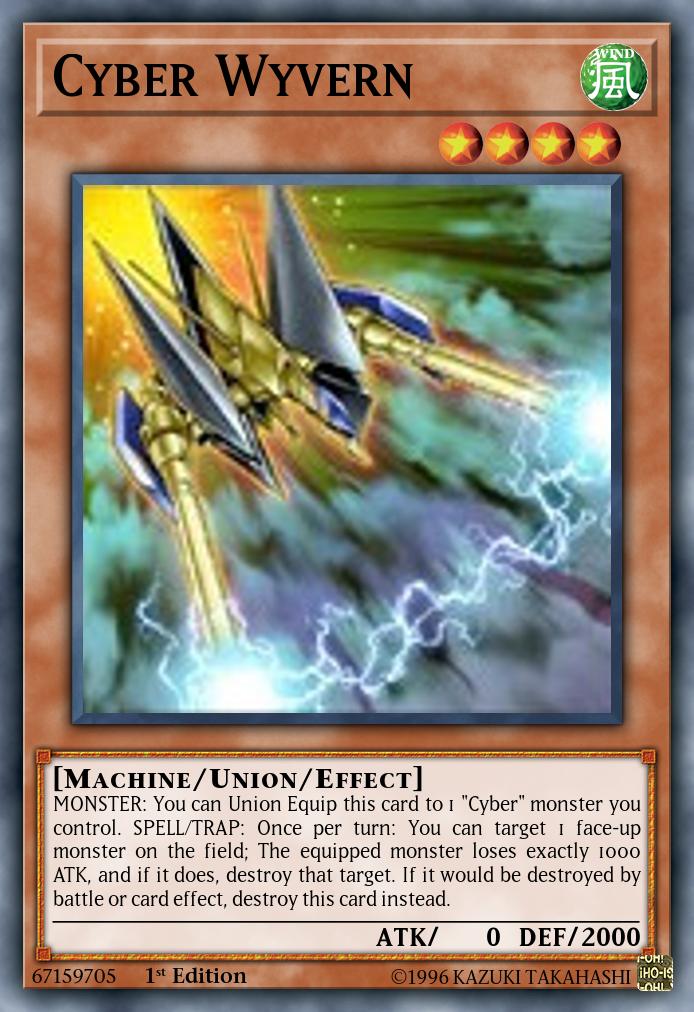 Cyber Wyvern
WIND
風
[Machine/Union/Effect]
MONSTER: You can Union Equip this card to 1 "Cyber" monster you
control. SPELL/TRAP: Once per turn: You can target 1 face-up
monster on the field; The equipped monster loses exactly 1000
ATK, and if it does, destroy that target. If it would be destroyed by
battle or card effect, destroy this card instead.
ATK/ 0 DEF/2000
67159705 1st Edition ©1996 KAZUKI TAKAHASHI